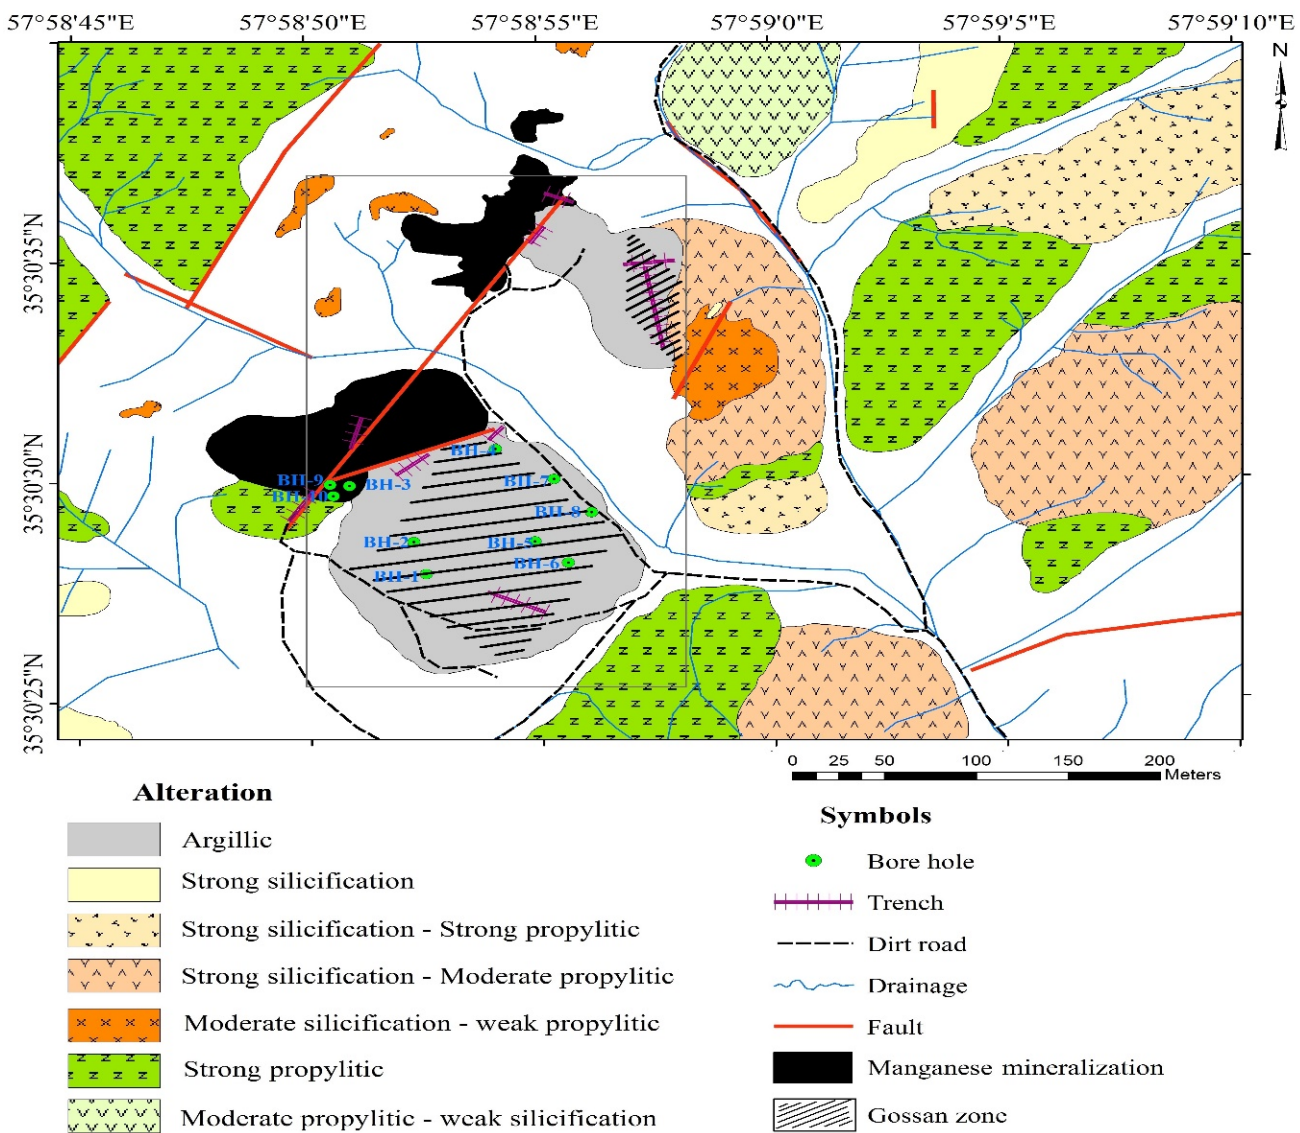 57°58'45"E 57°58'50"E 57°58'55"E 57°59'0"E 57°59'5"E 57°59'10"E
N
35°30'35"N
35°30'30"N
35°30'25"N
BH-4
BH-9
BH-3
BH-7
BH-10
BH-8
BH-2
BH-5
BH-6
BH-1
0 25 50 100 150 200
Meters
Alteration
Argillic
Strong silicification
Strong silicification - Strong propylitic
Strong silicification - Moderate propylitic
Moderate silicification - weak propylitic
Strong propylitic
Moderate propylitic - weak silicification
Symbols
Bore hole
Trench
Dirt road
Drainage
Fault
Manganese mineralization
Gossan zone